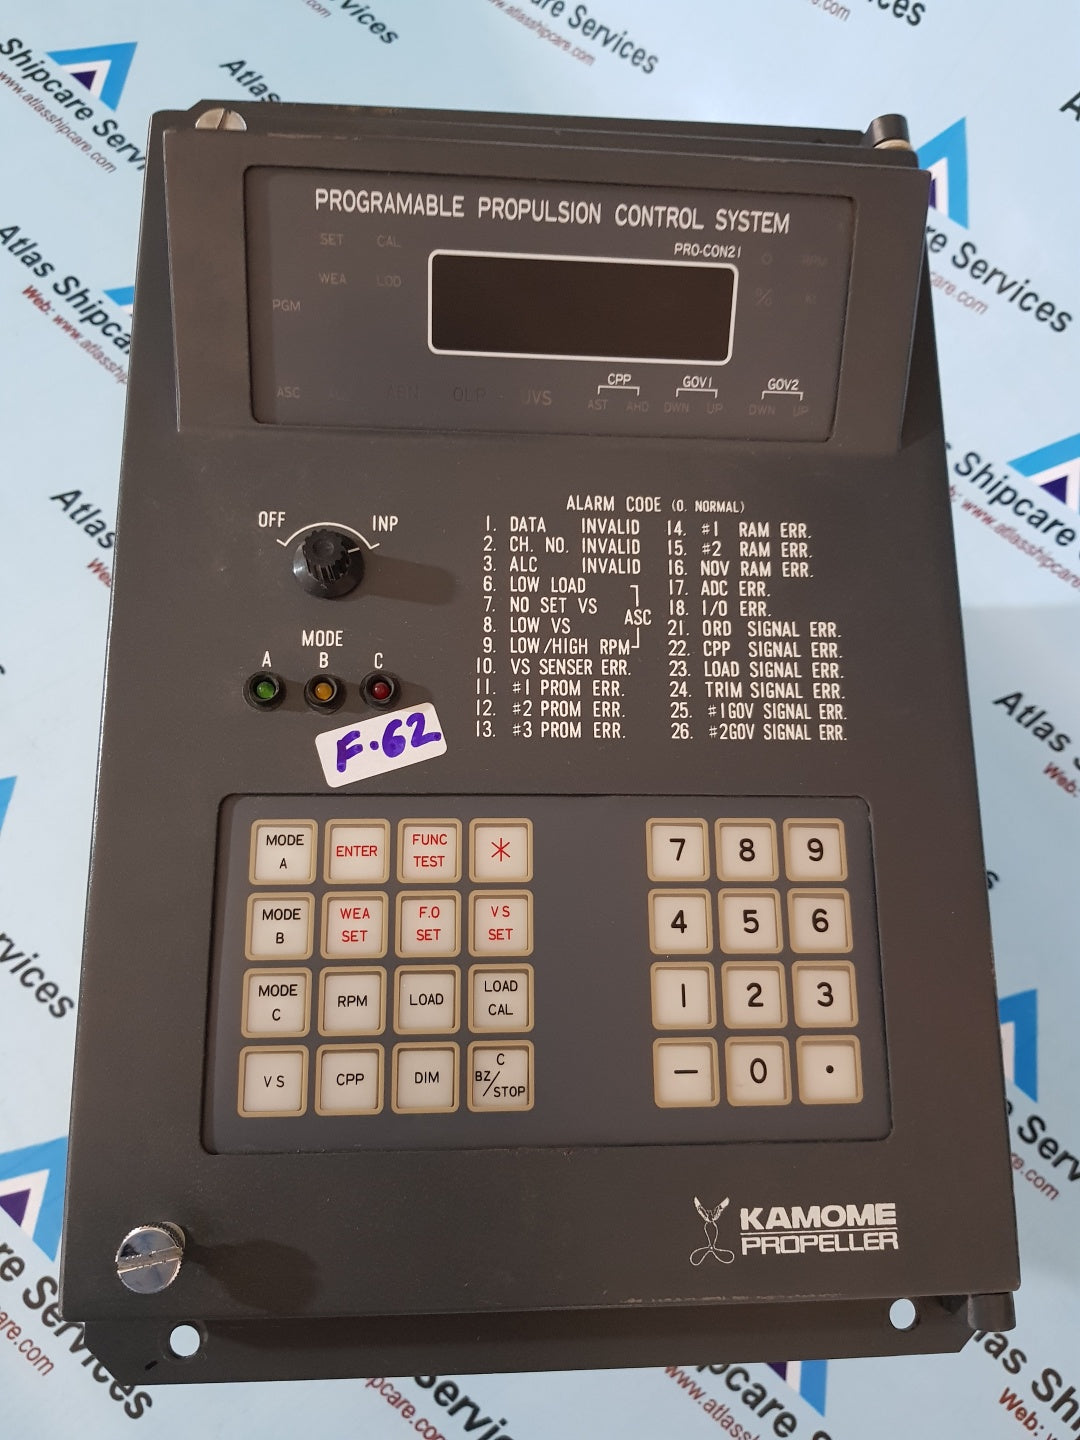 PROGRAMABLE PROPULSION CONTROL SYSTEM
PRO-CON21
SET CAL
WEA LOD
PGM
% RPM
ASC
ABN OLP UVS
CPP GOV1 GOV2
AST AHD DWN UP DWN UP
OFF INP
MODE
A B C
F.62
ALARM CODE (0. NORMAL)
1. DATA INVALID
2. CH. NO. INVALID
3. ALC INVALID
6. LOW LOAD
7. NO SET VS
8. LOW VS
9. LOW/HIGH RPM
ASC
10. VS SENSER ERR.
11. #1 PROM ERR.
12. #2 PROM ERR.
13. #3 PROM ERR.
14. #1 RAM ERR.
15. #2 RAM ERR.
16. NOV RAM ERR.
17. ADC ERR.
18. I/O ERR.
21. ORD SIGNAL ERR.
22. CPP SIGNAL ERR.
23. LOAD SIGNAL ERR.
24. TRIM SIGNAL ERR.
25. #1GOV SIGNAL ERR.
26. #2GOV SIGNAL ERR.
MODE A
ENTER
FUNC TEST
*
7 8 9
MODE B
WEA SET
F.O SET
VS SET
4 5 6
MODE C
RPM
LOAD
LOAD CAL
1 2 3
VS
CPP
DIM
C BZ/STOP
— 0 .
KAMOME
PROPELLER
Atlas Shipcare Services
www.atlasshipcare.com